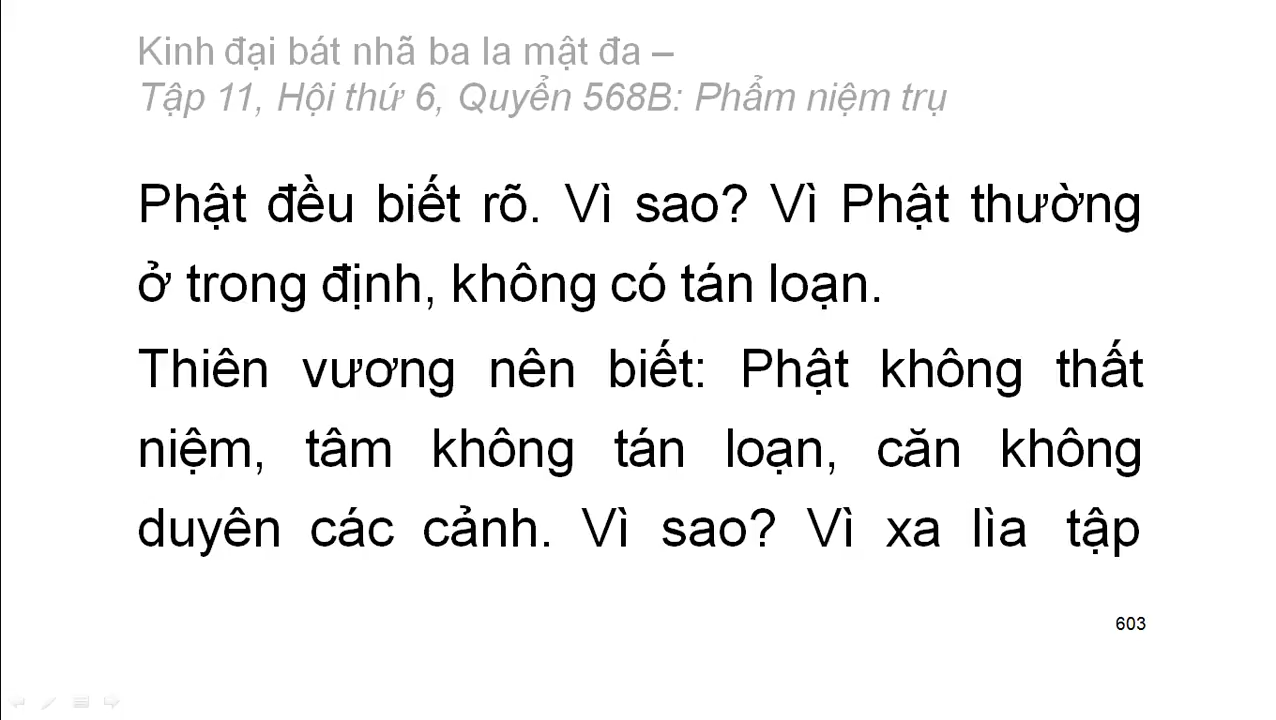 Kinh đại bát nhã ba la mật đa –
Tập 11, Hội thứ 6, Quyển 568B: Phẩm niệm trụ
Phật đều biết rõ. Vì sao? Vì Phật thường
ở trong định, không có tán loạn.
Thiên vương nên biết: Phật không thất
niệm, tâm không tán loạn, căn không
duyên các cảnh. Vì sao? Vì xa lìa tập
603